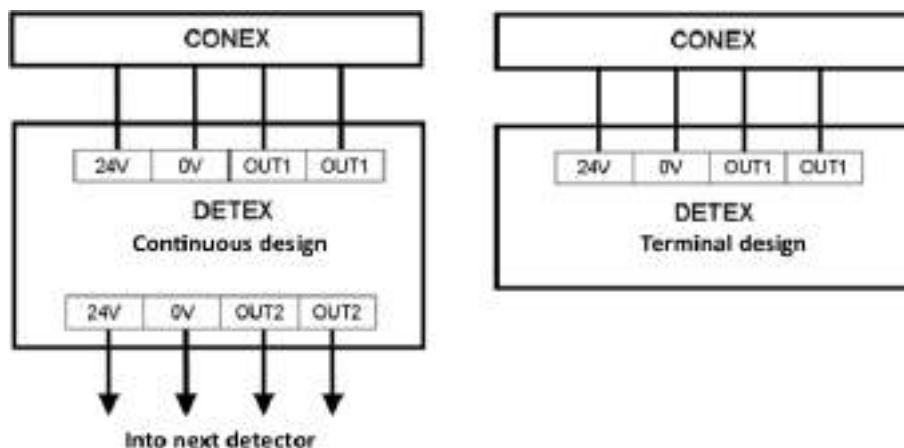 CONEX
24V 0V OUT1 OUT1
DETEX
Continuous design
24V 0V OUT2 OUT2
Into next detector
CONEX
24V 0V OUT1 OUT1
DETEX
Terminal design